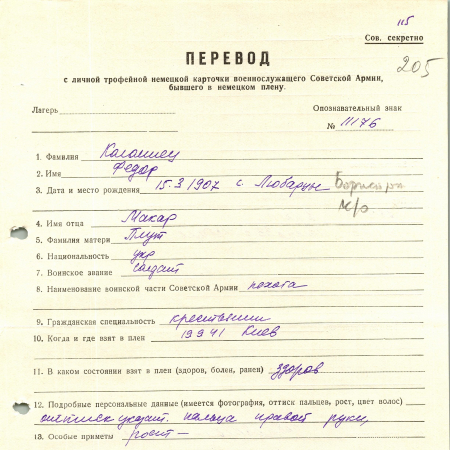 115
Сов. секретно
ПЕРЕВОД
205
с личной трофейной немецкой карточки военнослужащего Советской Армии,
бывшего в немецком плену.
Лагерь
Опознавательный знак
№ 11176
1. Фамилия Коломиец
2. Имя Федор
3. Дата и место рождения 15.3.1907 с. Любарцы
н/о
4. Имя отца Макар
5. Фамилия матери Плут
6. Национальность укр
7. Воинское звание солдат
8. Наименование воинской части Советской Армии пехота
9. Гражданская специальность крестьянин
10. Когда и где взят в плен 19941 Киев
11. В каком состоянии взят в плен (здоров, болен, ранен) здоров
12. Подробные персональные данные (имеется фотография, оттиск пальцев, рост, цвет волос)
оттиск указат. пальца правой руки,
13. Особые приметы рост —